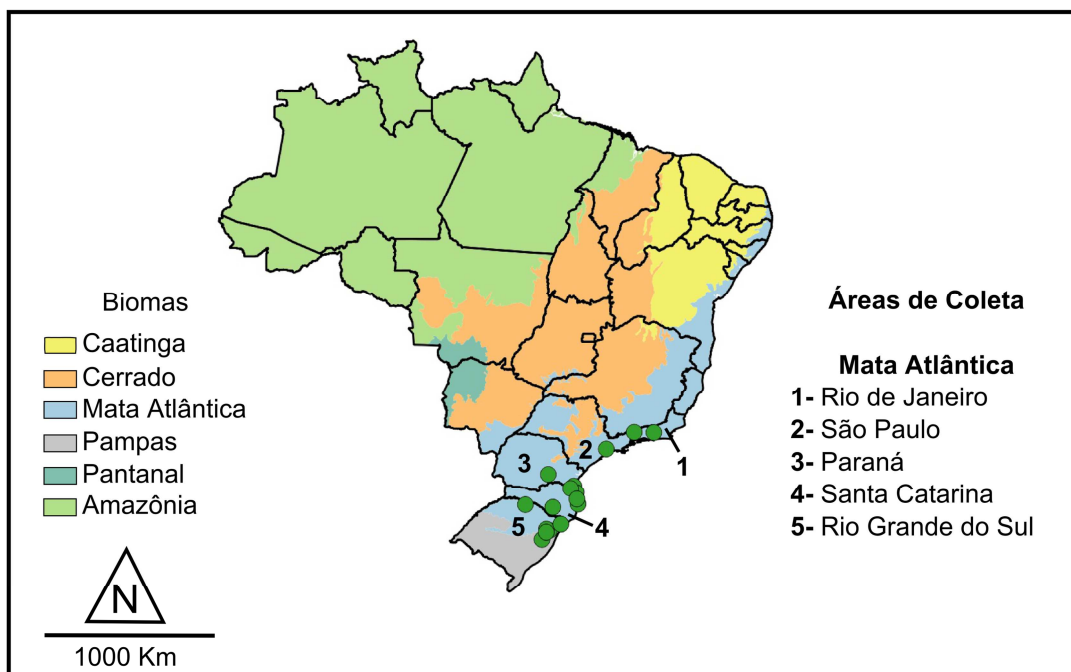 Biomas
Caatinga
Cerrado
Mata Atlântica
Pampas
Pantanal
Amazônia
N
1000 Km
1
2
3
4
5
Áreas de Coleta
Mata Atlântica
1- Rio de Janeiro
2- São Paulo
3- Paraná
4- Santa Catarina
5- Rio Grande do Sul